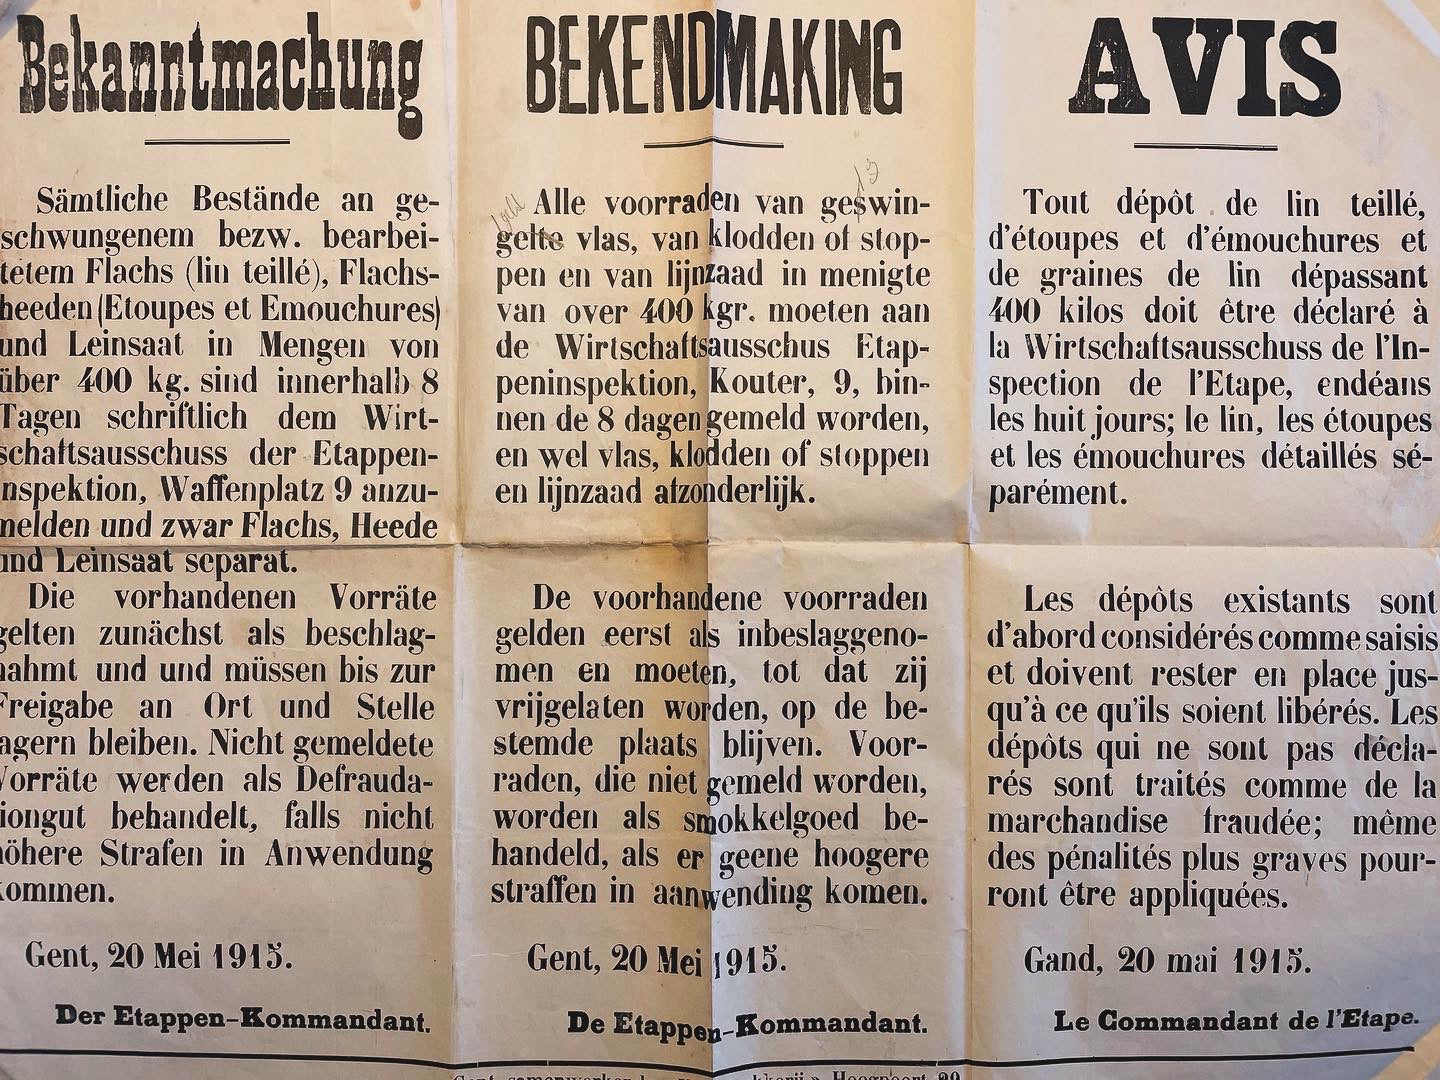 Bekanntmachung
Sämtliche Bestände an ge-
schwungenem bezw. bearbei-
tetem Flachs (lin teillé), Flachs-
heeden (Etoupes et Emouchures)
und Leinsaat in Mengen von
über 400 kg. sind innerhalb 8
Tagen schriftlich dem Wirt-
schaftsausschuss der Etappen-
nspektion, Waffenplatz 9 anzu-
melden und zwar Flachs, Heede
und Leinsaat separat.
Die vorhandenen Vorräte
gelten zunächst als beschlag-
nahmt und und müssen bis zur
Freigabe an Ort und Stelle
agern bleiben. Nicht gemeldete
Vorräte werden als Defrauda-
iongut behandelt, falls nicht
höhere Strafen in Anwendung
kommen.
Gent, 20 Mei 1915.
Der Etappen-Kommandant.
BEKENDMAKING
Alle voorraden van geswin-
gelte vlas, van klodden of stop-
pen en van lijnzaad in menigte
van over 400 kgr. moeten aan
de Wirtschaftsausschus Etap-
peninspektion, Kouter, 9, bin-
nen de 8 dagen gemeld worden,
en wel vlas, klodden of stoppen
en lijnzaad afzonderlijk.
De voorhandene voorraden
gelden eerst als inbeslaggeno-
men en moeten, tot dat zij
vrijgelaten worden, op de be-
stemde plaats blijven. Voor-
raden, die niet gemeld worden,
worden als smokkelgoed be-
handeld, als er geene hoogere
straffen in aanwending komen.
Gent, 20 Mei 1915.
De Etappen-Kommandant.
AVIS
Tout dépôt de lin teillé,
d'étoupes et d'émouchures et
de graines de lin dépassant
400 kilos doit être déclaré à
la Wirtschaftsausschuss de l'In-
spection de l'Etape, endéans
les huit jours; le lin, les étoupes
et les émouchures détaillés sé-
parément.
Les dépôts existants sont
d'abord considérés comme saisis
et doivent rester en place jus-
qu'à ce qu'ils soient libérés. Les
dépôts qui ne sont pas décla-
rés sont traités comme de la
marchandise fraudée; même
des pénalités plus graves pour-
ront être appliquées.
Gand, 20 mai 1915.
Le Commandant de l'Etape.